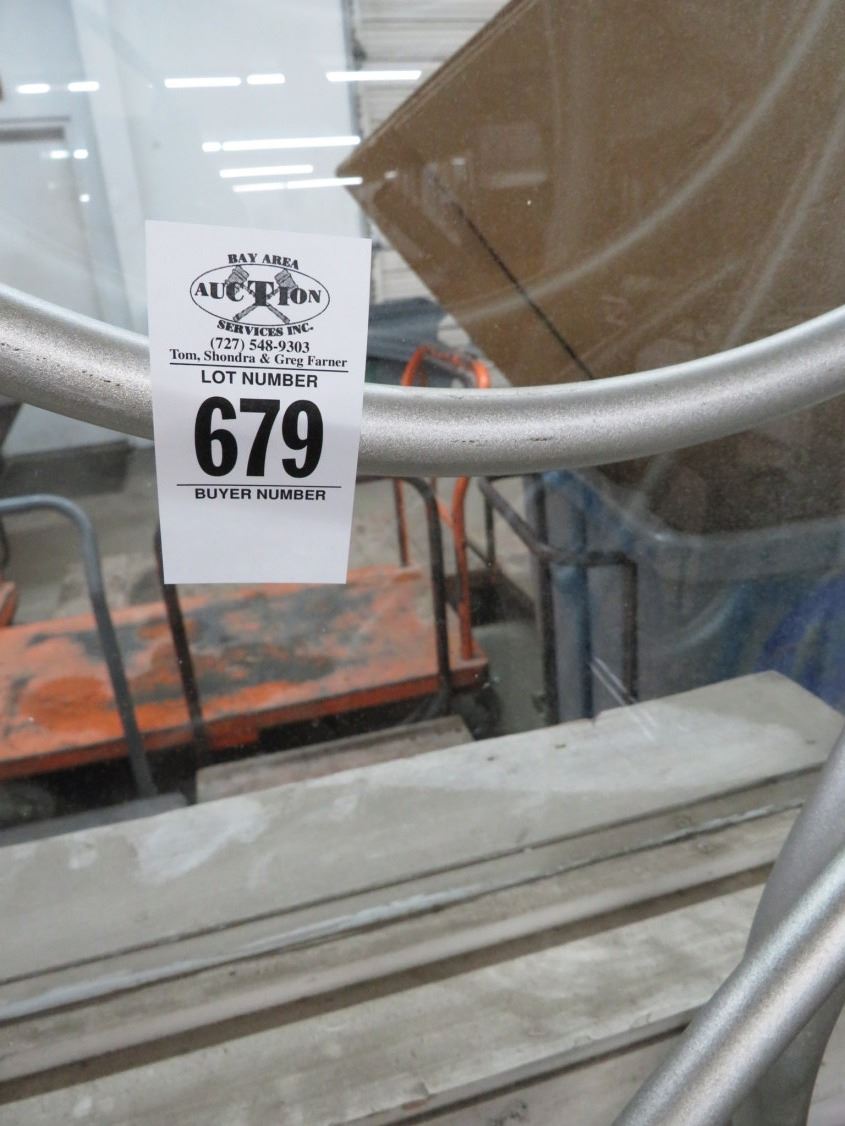 BAY AREA
AUCTION
SERVICES INC.
(727) 548-9303
Tom, Shondra & Greg Farner
LOT NUMBER
679
BUYER NUMBER